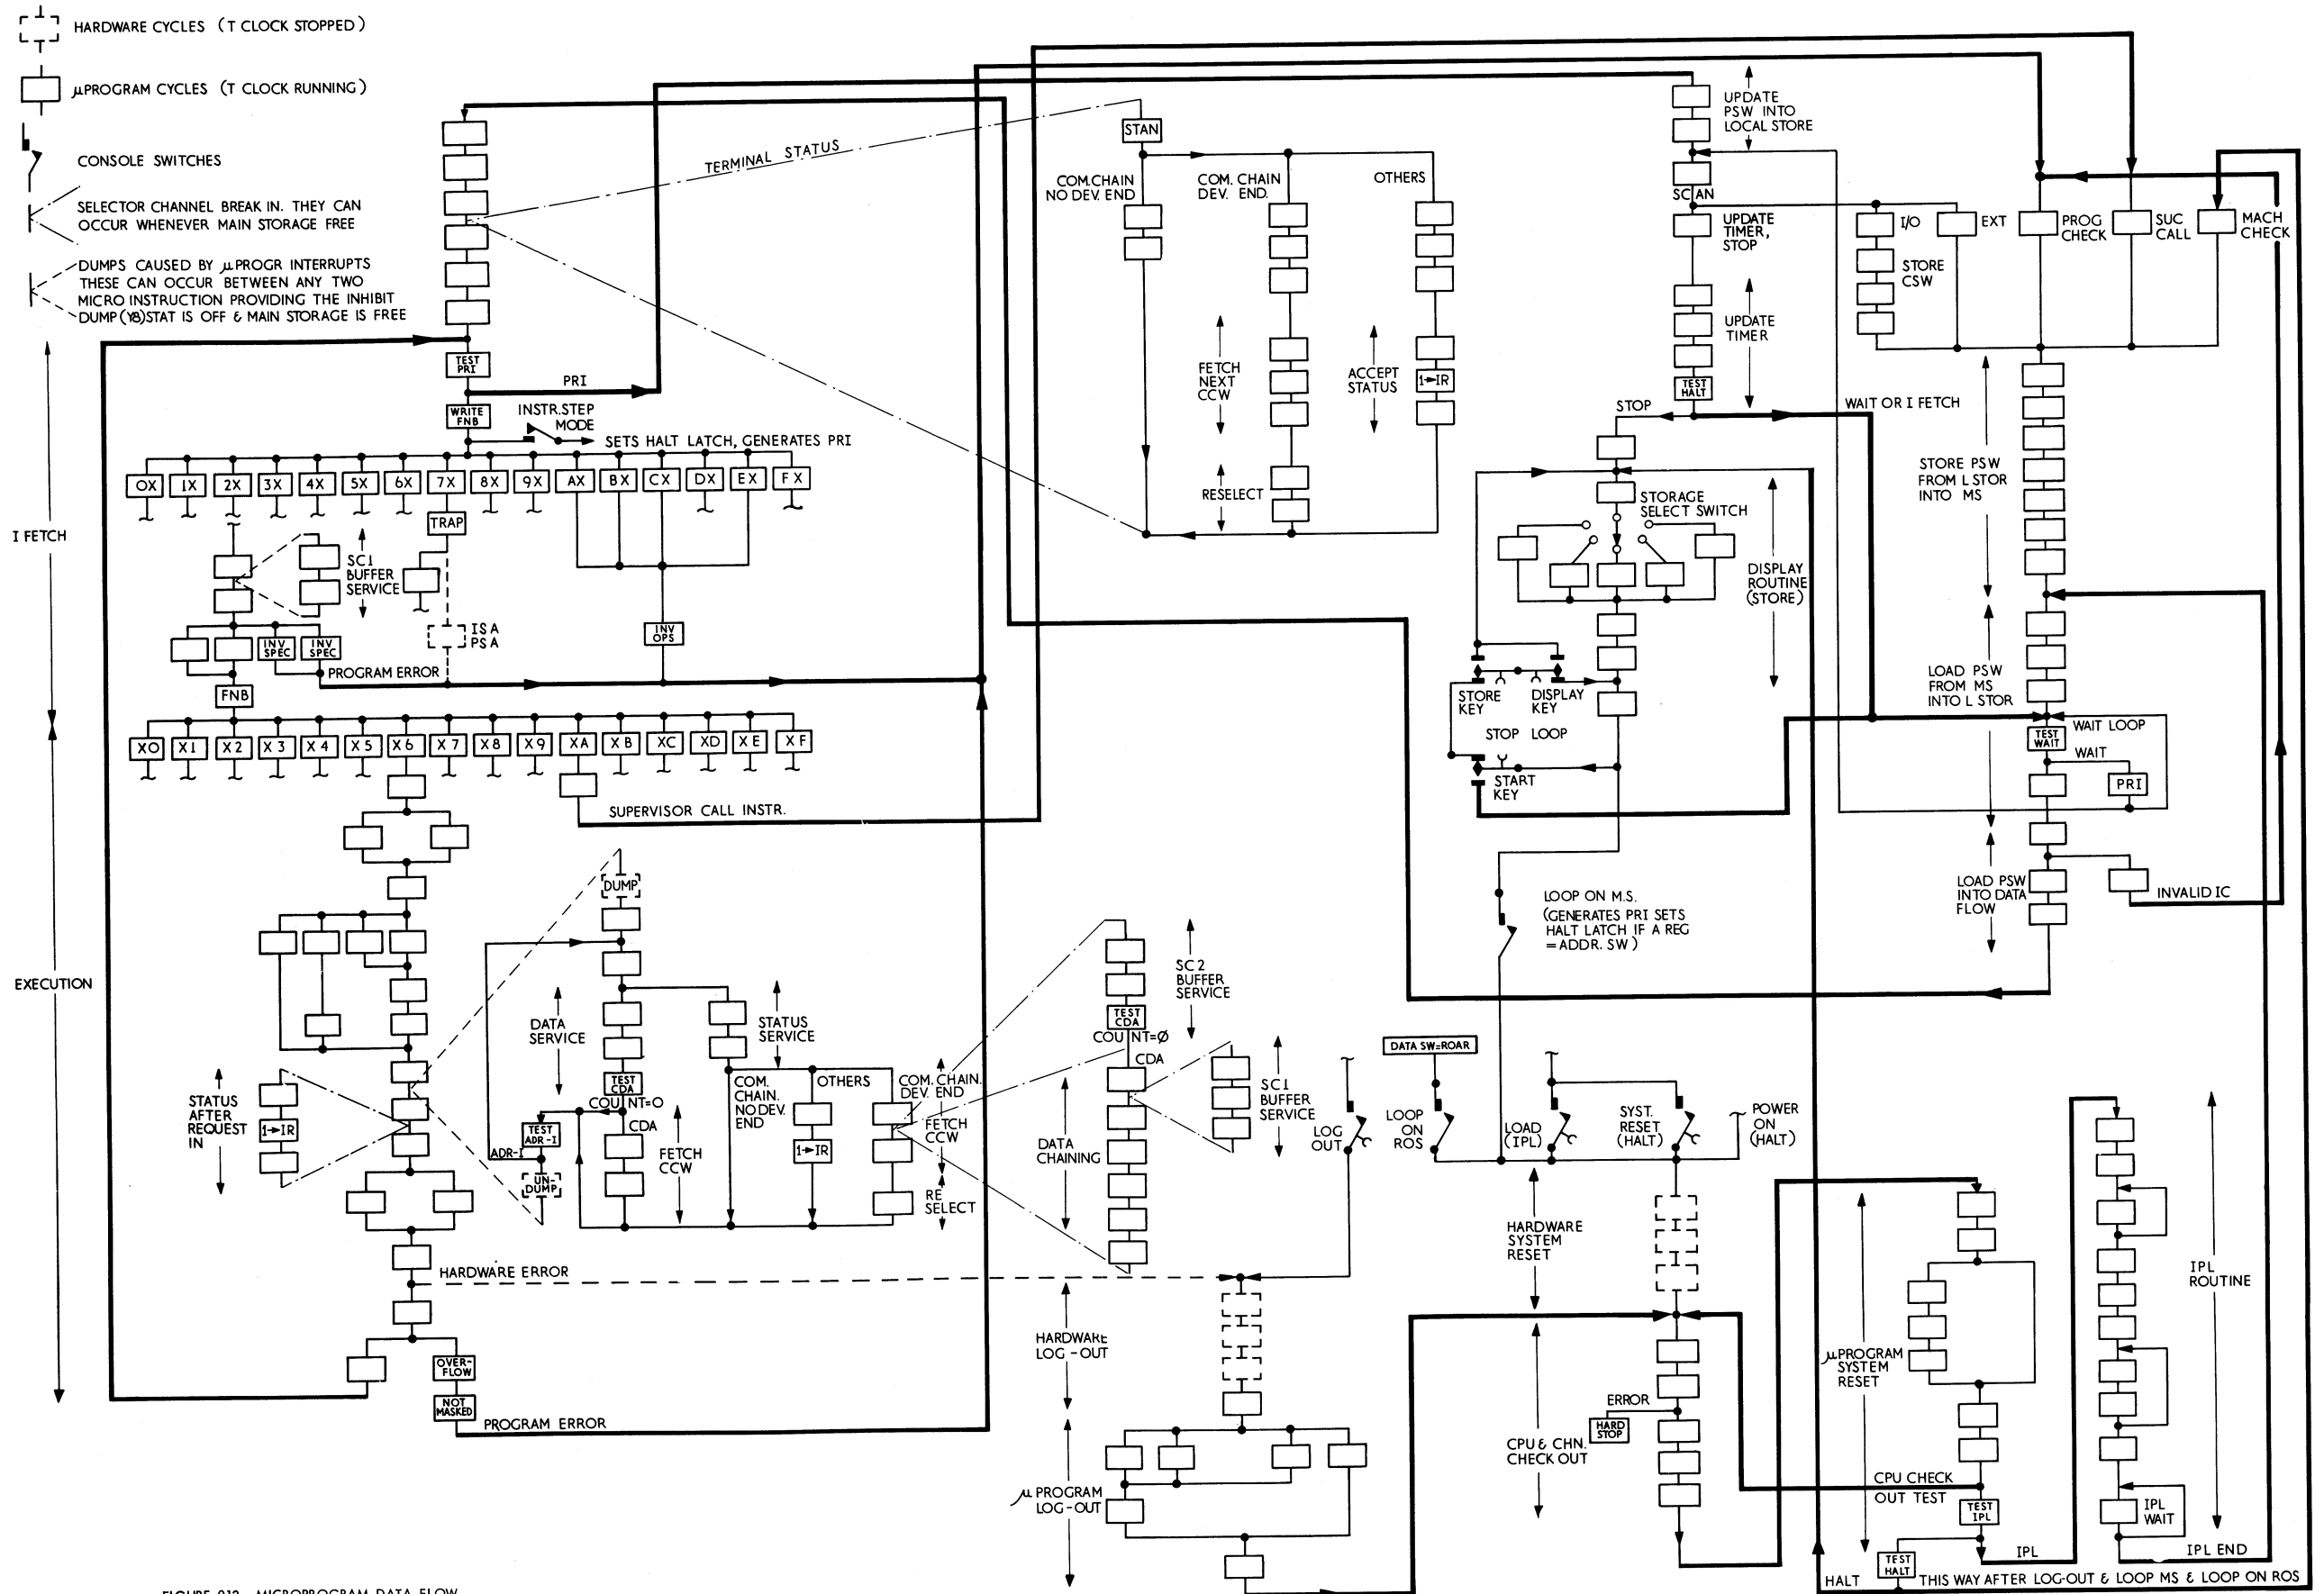 HARDWARE CYCLES (T CLOCK STOPPED)
μPROGRAM CYCLES (T CLOCK RUNNING)
CONSOLE SWITCHES
SELECTOR CHANNEL BREAK IN. THEY CAN
OCCUR WHENEVER MAIN STORAGE FREE
DUMPS CAUSED BY μPROGR INTERRUPTS
THESE CAN OCCUR BETWEEN ANY TWO
MICRO INSTRUCTION PROVIDING THE INHIBIT
DUMP (Y8) STAT IS OFF & MAIN STORAGE IS FREE
I FETCH
EXECUTION
TEST
PRI
PRI
WRITE
FNB
INSTR.STEP
MODE
SETS HALT LATCH, GENERATES PRI
OX
1X
2X
3X
4X
5X
6X
7X
8X
9X
AX
BX
CX
DX
EX
FX
TRAP
SC1
BUFFER
SERVICE
ISA
PSA
INV
OPS
INV
SPEC
INV
SPEC
PROGRAM ERROR
FNB
XO
X1
X2
X3
X4
X5
X6
X7
X8
X9
XA
XB
XC
XD
XE
XF
SUPERVISOR CALL INSTR.
STATUS
AFTER
REQUEST
IN
1→IR
DUMP
DATA
SERVICE
STATUS
SERVICE
TEST
CDA
COUNT=O
CDA
TEST
ADR-I
ADR-I
UN-
DUMP
FETCH
CCW
COM.
CHAIN.
NO DEV.
END
OTHERS
1→IR
COM. CHAIN.
DEV. END
FETCH
CCW
RE
SELECT
HARDWARE ERROR
OVER-
FLOW
NOT
MASKED
PROGRAM ERROR
TERMINAL STATUS
STAN
COM.CHAIN
NO DEV. END
COM. CHAIN
DEV. END.
OTHERS
FETCH
NEXT
CCW
ACCEPT
STATUS
1→IR
RESELECT
SC2
BUFFER
SERVICE
TEST
CDA
COUNT=Ø
CDA
DATA
CHAINING
SC1
BUFFER
SERVICE
LOG
OUT
HARDWARE
LOG-OUT
μ PROGRAM
LOG-OUT
UPDATE
PSW INTO
LOCAL STORE
SCAN
UPDATE
TIMER,
STOP
UPDATE
TIMER
TEST
HALT
STOP
WAIT OR I FETCH
STORAGE
SELECT SWITCH
DISPLAY
ROUTINE
(STORE)
STORE
KEY
DISPLAY
KEY
STOP LOOP
START
KEY
LOOP ON M.S.
(GENERATES PRI SETS
HALT LATCH IF A REG
= ADDR. SW)
DATA SW=ROAR
LOOP
ON
ROS
LOAD
(IPL)
SYST.
RESET
(HALT)
POWER
ON
(HALT)
HARDWARE
SYSTEM
RESET
ERROR
HARD
STOP
CPU & CHN.
CHECK OUT
I/O
EXT
PROG
CHECK
SUC
CALL
MACH
CHECK
STORE
CSW
STORE PSW
FROM L STOR
INTO MS
LOAD PSW
FROM MS
INTO L STOR
WAIT LOOP
TEST
WAIT
WAIT
PRI
LOAD PSW
INTO DATA
FLOW
INVALID IC
μPROGRAM
SYSTEM
RESET
CPU CHECK
OUT TEST
TEST
IPL
IPL
TEST
HALT
HALT
IPL
ROUTINE
IPL
WAIT
IPL END
THIS WAY AFTER LOG-OUT & LOOP MS & LOOP ON ROS